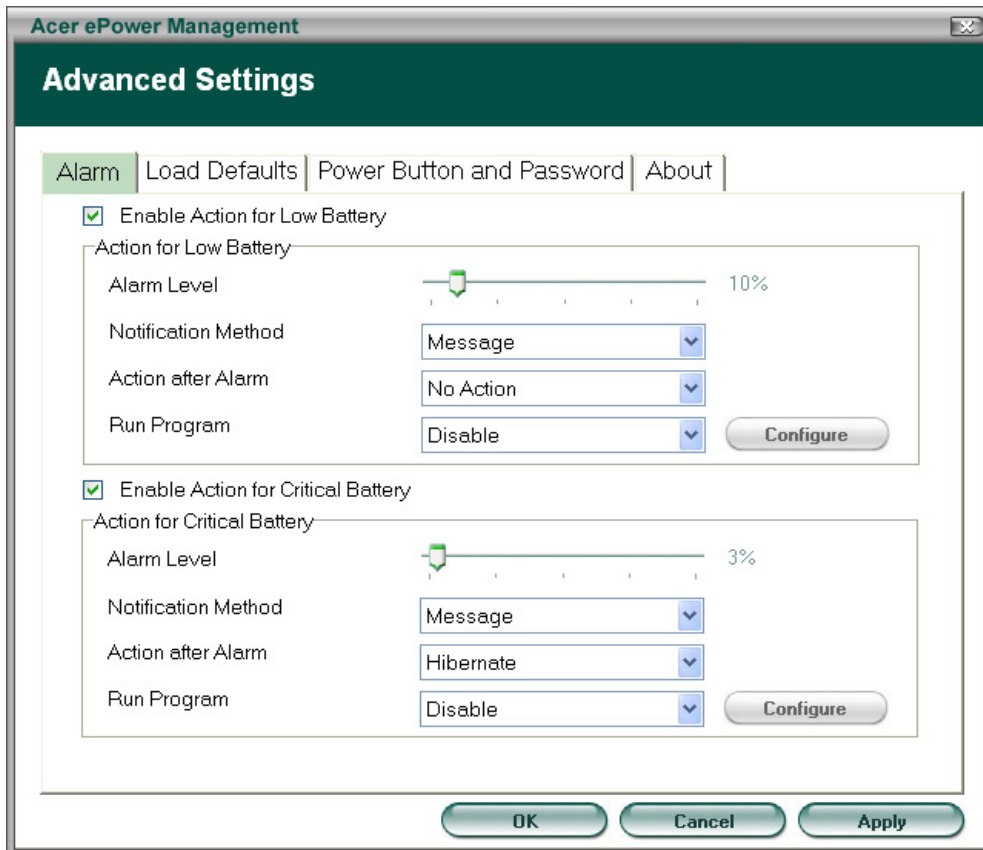 Acer ePower Management
Advanced Settings
Alarm Load Defaults Power Button and Password About
Enable Action for Low Battery
Action for Low Battery
Alarm Level 10%
Notification Method Message
Action after Alarm No Action
Run Program Disable Configure
Enable Action for Critical Battery
Action for Critical Battery
Alarm Level 3%
Notification Method Message
Action after Alarm Hibernate
Run Program Disable Configure
OK Cancel Apply